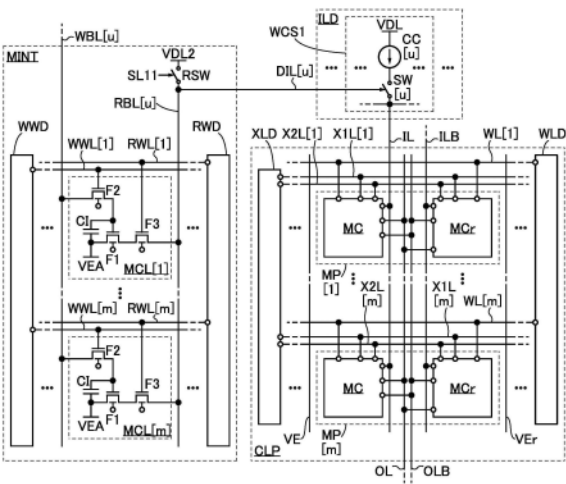 WBL[u]
ILD
MINT
WCS1
VDL
CC
[u]
VDL2
SL11
RSW
DIL[u]
SW
[u]
RBL[u]
WWD
WWL[1]
RWL[1]
RWD
XLD
X2L[1]
X1L[1]
IL
ILB
WL[1]
WLD
F2
CI
F3
F1
VEA
MCL[1]
MC
MCr
MP
[1]
X2L
[m]
X1L
[m]
WL[m]
WWL[m]
RWL[m]
F2
CI
F3
F1
VEA
MCL[m]
MC
MCr
VE
MP
[m]
VEr
CLP
OL
OLB